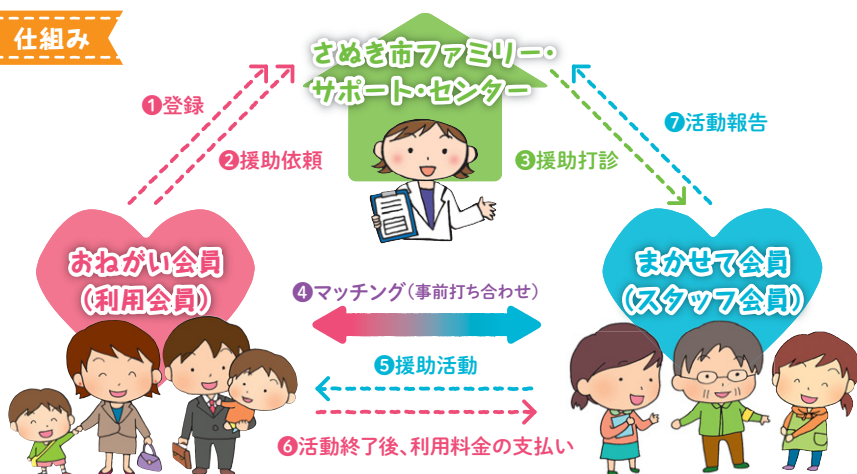 仕組み
さぬき市ファミリー・
サポート・センター
❶登録
❷援助依頼
❸援助打診
❼活動報告
おねがい会員
（利用会員）
まかせて会員
（スタッフ会員）
❹マッチング（事前打ち合わせ）
❺援助活動
❻活動終了後、利用料金の支払い